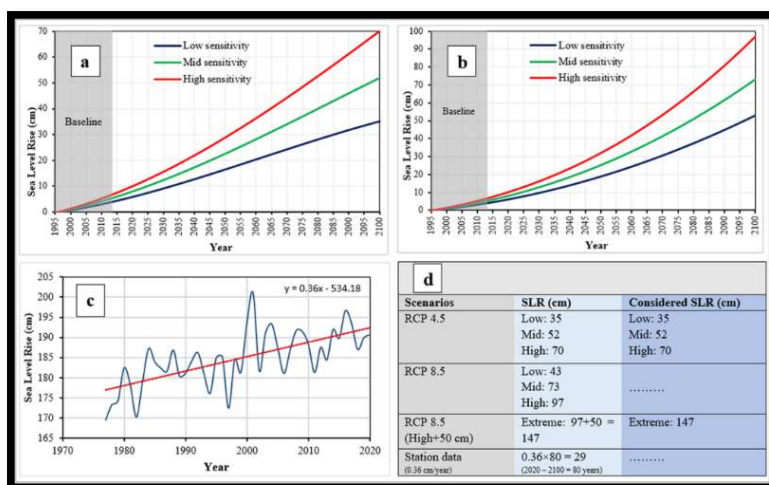 a
Low sensitivity
Mid sensitivity
High sensitivity
Baseline
Sea Level Rise (cm)
70
60
50
40
30
20
10
0
1995 2000 2005 2010 2015 2020 2025 2030 2035 2040 2045 2050 2055 2060 2065 2070 2075 2080 2085 2090 2095 2100
Year
b
Low sensitivity
Mid sensitivity
High sensitivity
Baseline
Sea Level Rise (cm)
100
90
80
70
60
50
40
30
20
10
0
1995 2000 2005 2010 2015 2020 2025 2030 2035 2040 2045 2050 2055 2060 2065 2070 2075 2080 2085 2090 2095 2100
Year
c
y = 0.36x - 534.18
Sea Level Rise (cm)
205
200
195
190
185
180
175
170
165
1970 1980 1990 2000 2010 2020
Year
d
Scenarios SLR (cm) Considered SLR (cm)
RCP 4.5 Low: 35 Low: 35
Mid: 52 Mid: 52
High: 70 High: 70
RCP 8.5 Low: 43
Mid: 73 .........
High: 97
RCP 8.5 Extreme: 97+50 = Extreme: 147
(High+50 cm) 147
Station data 0.36×80 = 29 .........
(0.36 cm/year) (2020 – 2100 = 80 years)